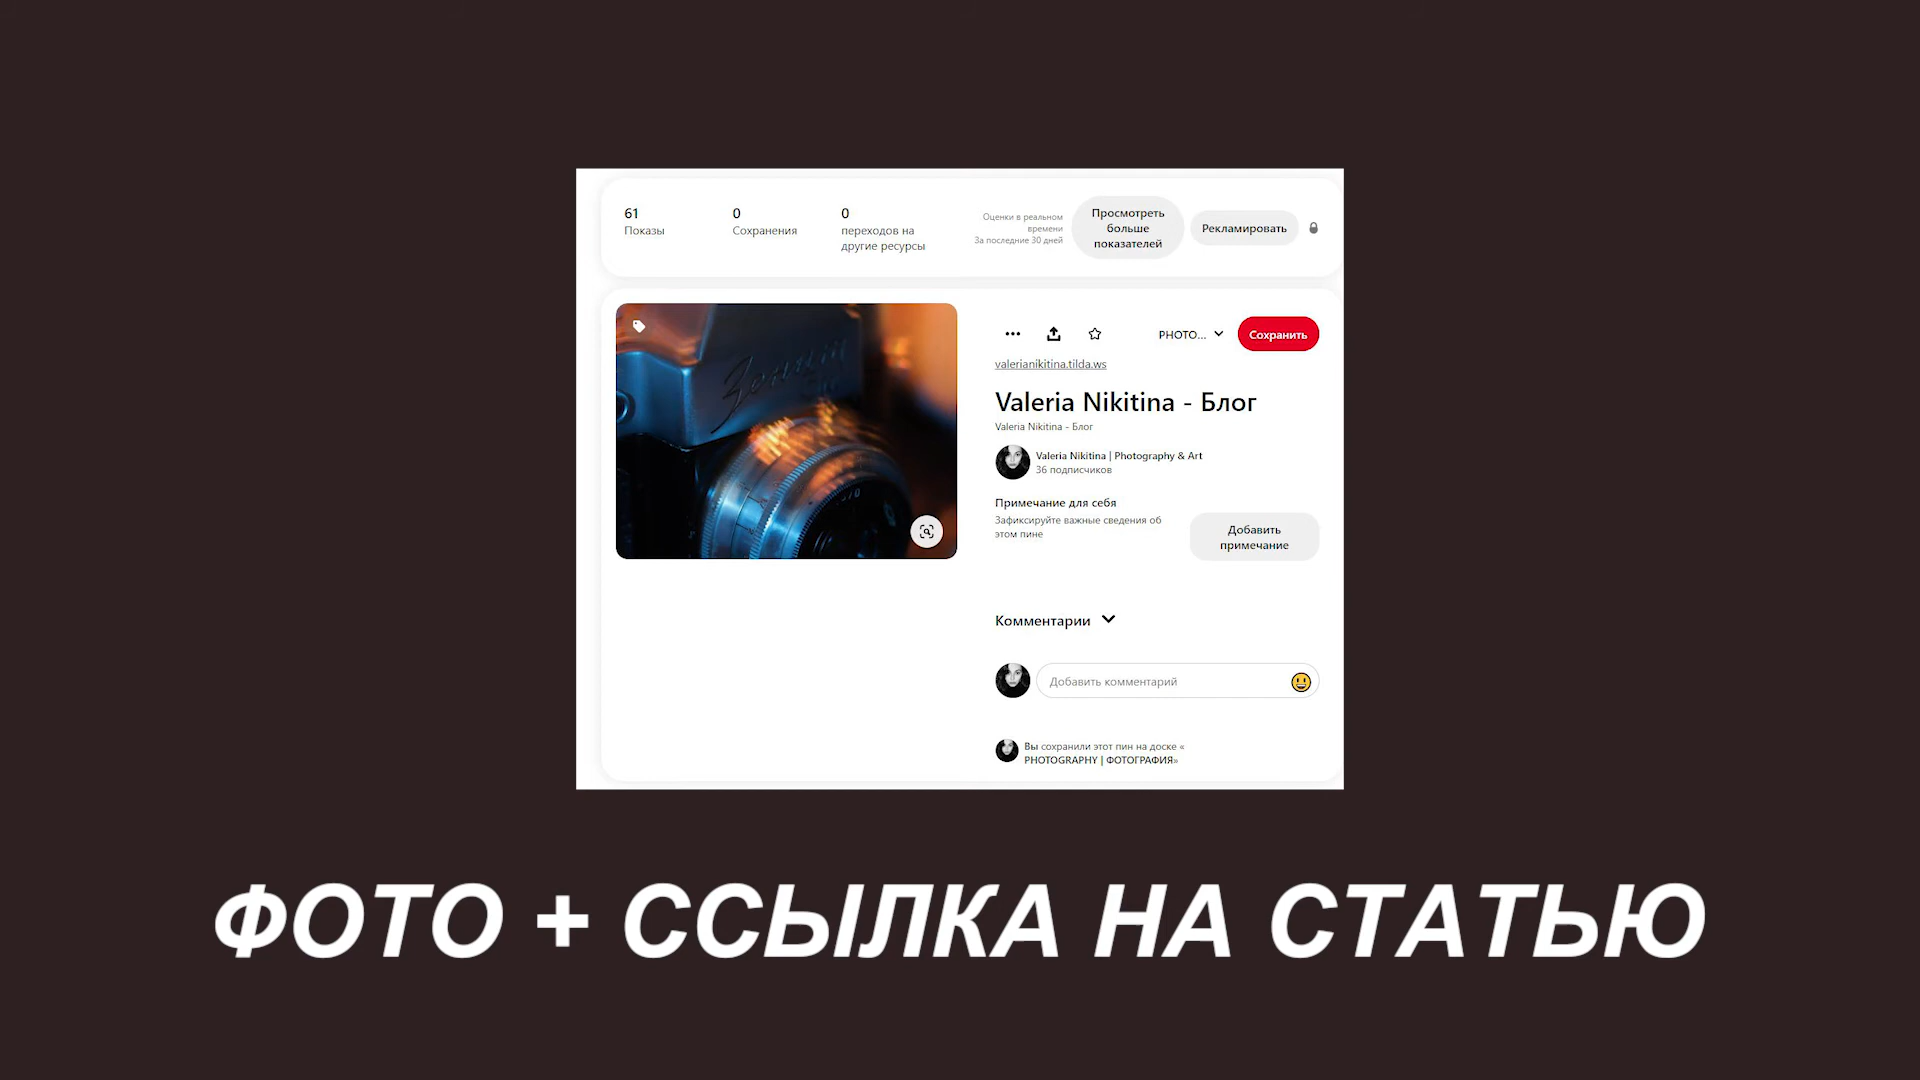 61
Показы
0
Сохранения
0
переходов на
другие ресурсы
Оценки в реальном
времени
За последние 30 дней
Просмотреть
больше
показателей
Рекламировать
Зенит
PHOTO...
Сохранить
valerianikitina.tilda.ws
Valeria Nikitina - Блог
Valeria Nikitina - Блог
Valeria Nikitina | Photography & Art
36 подписчиков
Примечание для себя
Зафиксируйте важные сведения об
этом пине
Добавить
примечание
Комментарии
Добавить комментарий
Вы сохранили этот пин на доске «
PHOTOGRAPHY | ФОТОГРАФИЯ»
ФОТО + ССЫЛКА НА СТАТЬЮ